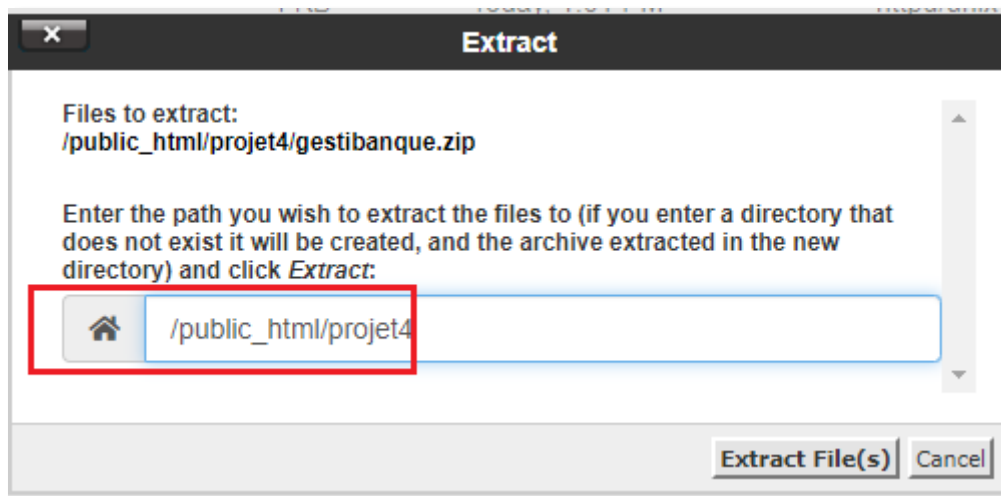 Extract
Files to extract:
/public_html/projet4/gestibanque.zip
Enter the path you wish to extract the files to (if you enter a directory that
does not exist it will be created, and the archive extracted in the new
directory) and click Extract:
/public_html/projet4
Extract File(s) Cancel